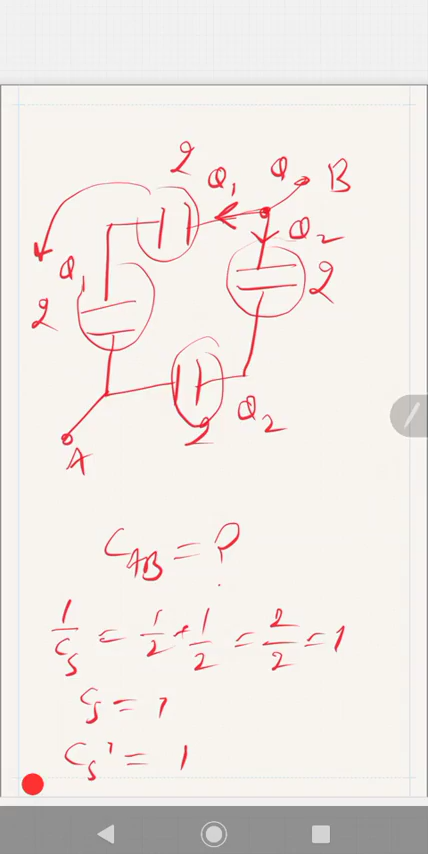 2
Q₁ Q B
Q₂
Q₁
2 2
2 Q₂
A
C_AB = ?
1/Cₛ = 1/2 + 1/2 = 2/2 = 1
Cₛ = 1
Cₛ' = 1